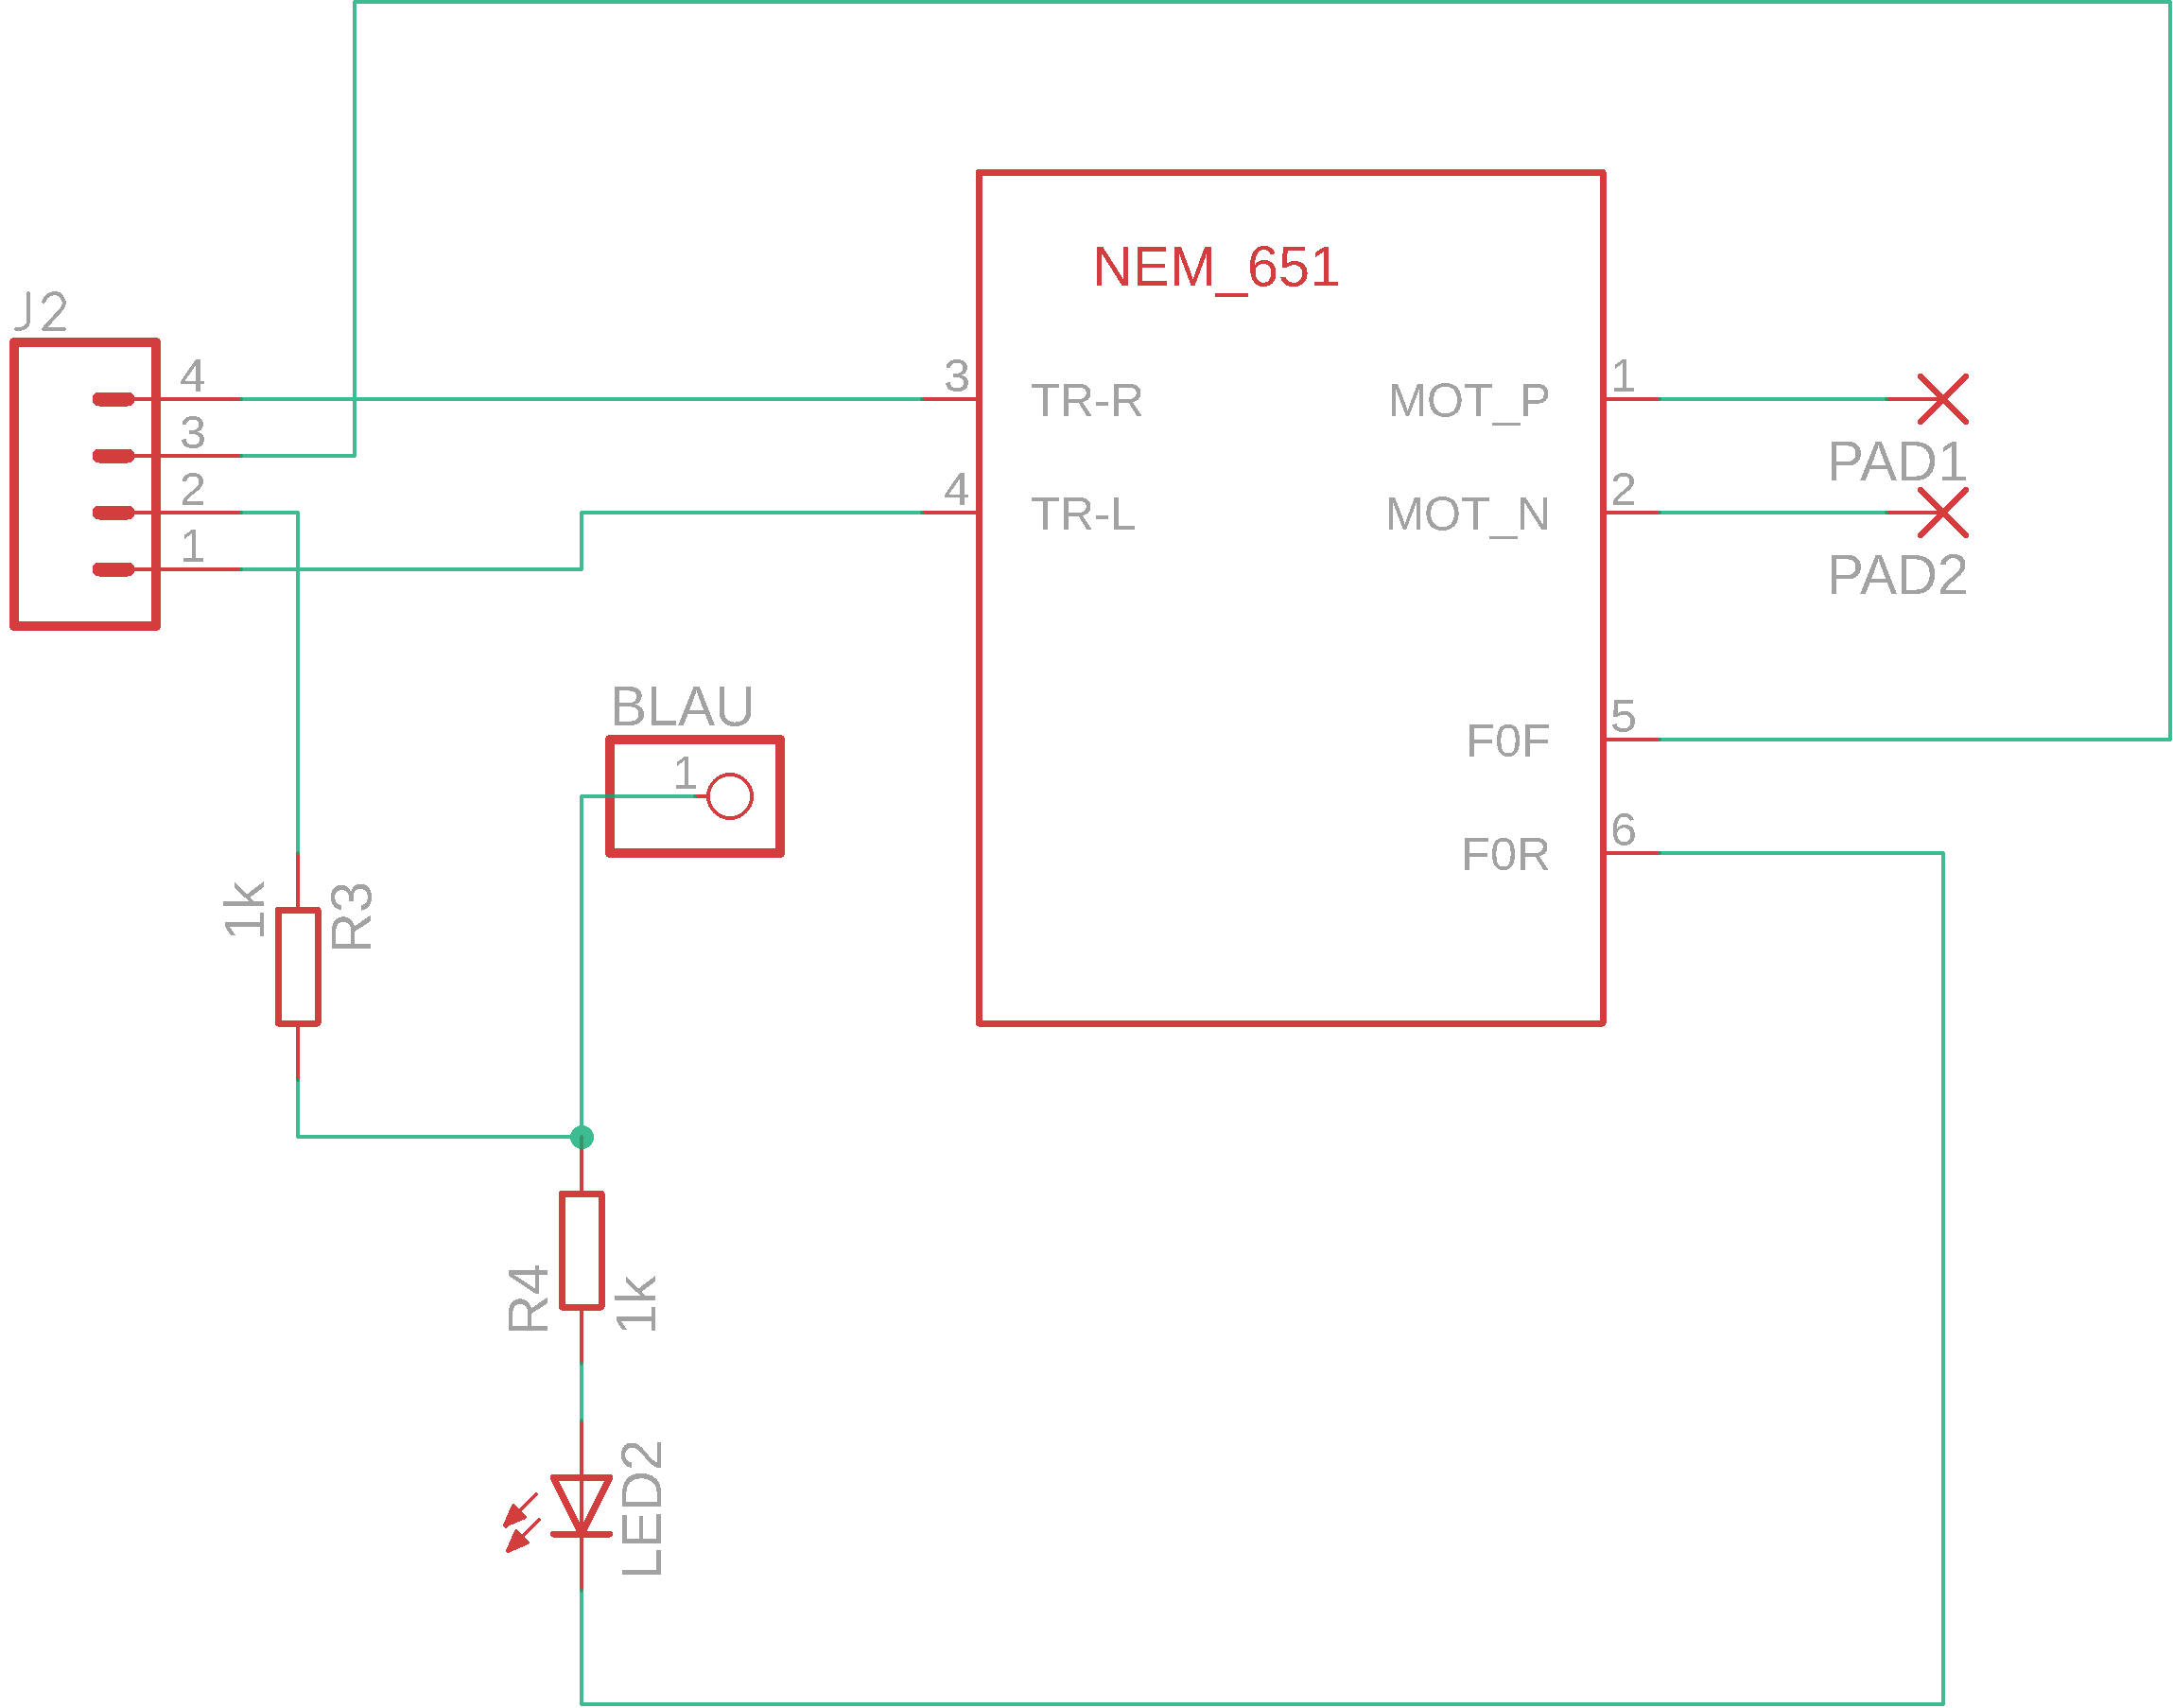 NEM_651
J2
4
3
2
1
3
TR-R
4
TR-L
MOT_P
1
MOT_N
2
PAD1
PAD2
F0F
5
F0R
6
BLAU
1
1k
R3
R4
1k
LED2